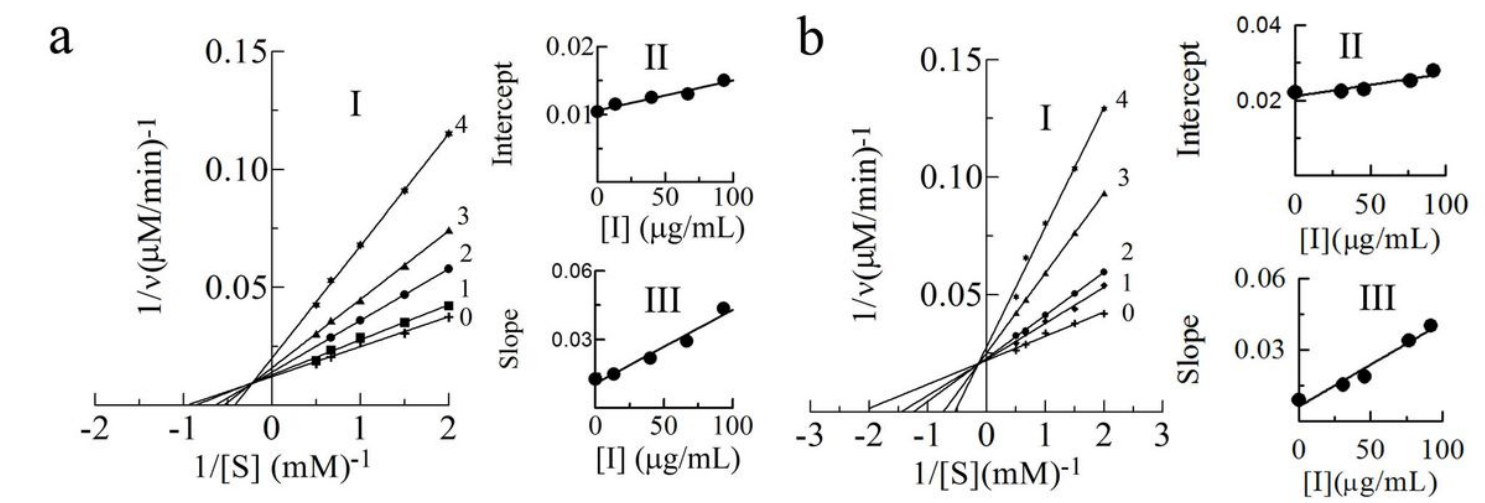 a
I
0.15
0.10
0.05
1/ν(μM/min)-1
4
3
2
1
0
-2
-1
0
1
2
1/[S] (mM)-1
II
0.02
0.01
Intercept
0
50
100
[I] (μg/mL)
III
0.06
0.03
Slope
0
50
100
[I] (μg/mL)
b
I
0.15
0.10
0.05
1/ν(μM/min)-1
4
3
2
1
0
-3
-2
-1
0
1
2
3
1/[S](mM)-1
II
0.04
0.02
Intercept
0
50
100
[I](μg/mL)
III
0.06
0.03
Slope
0
50
100
[I](μg/mL)